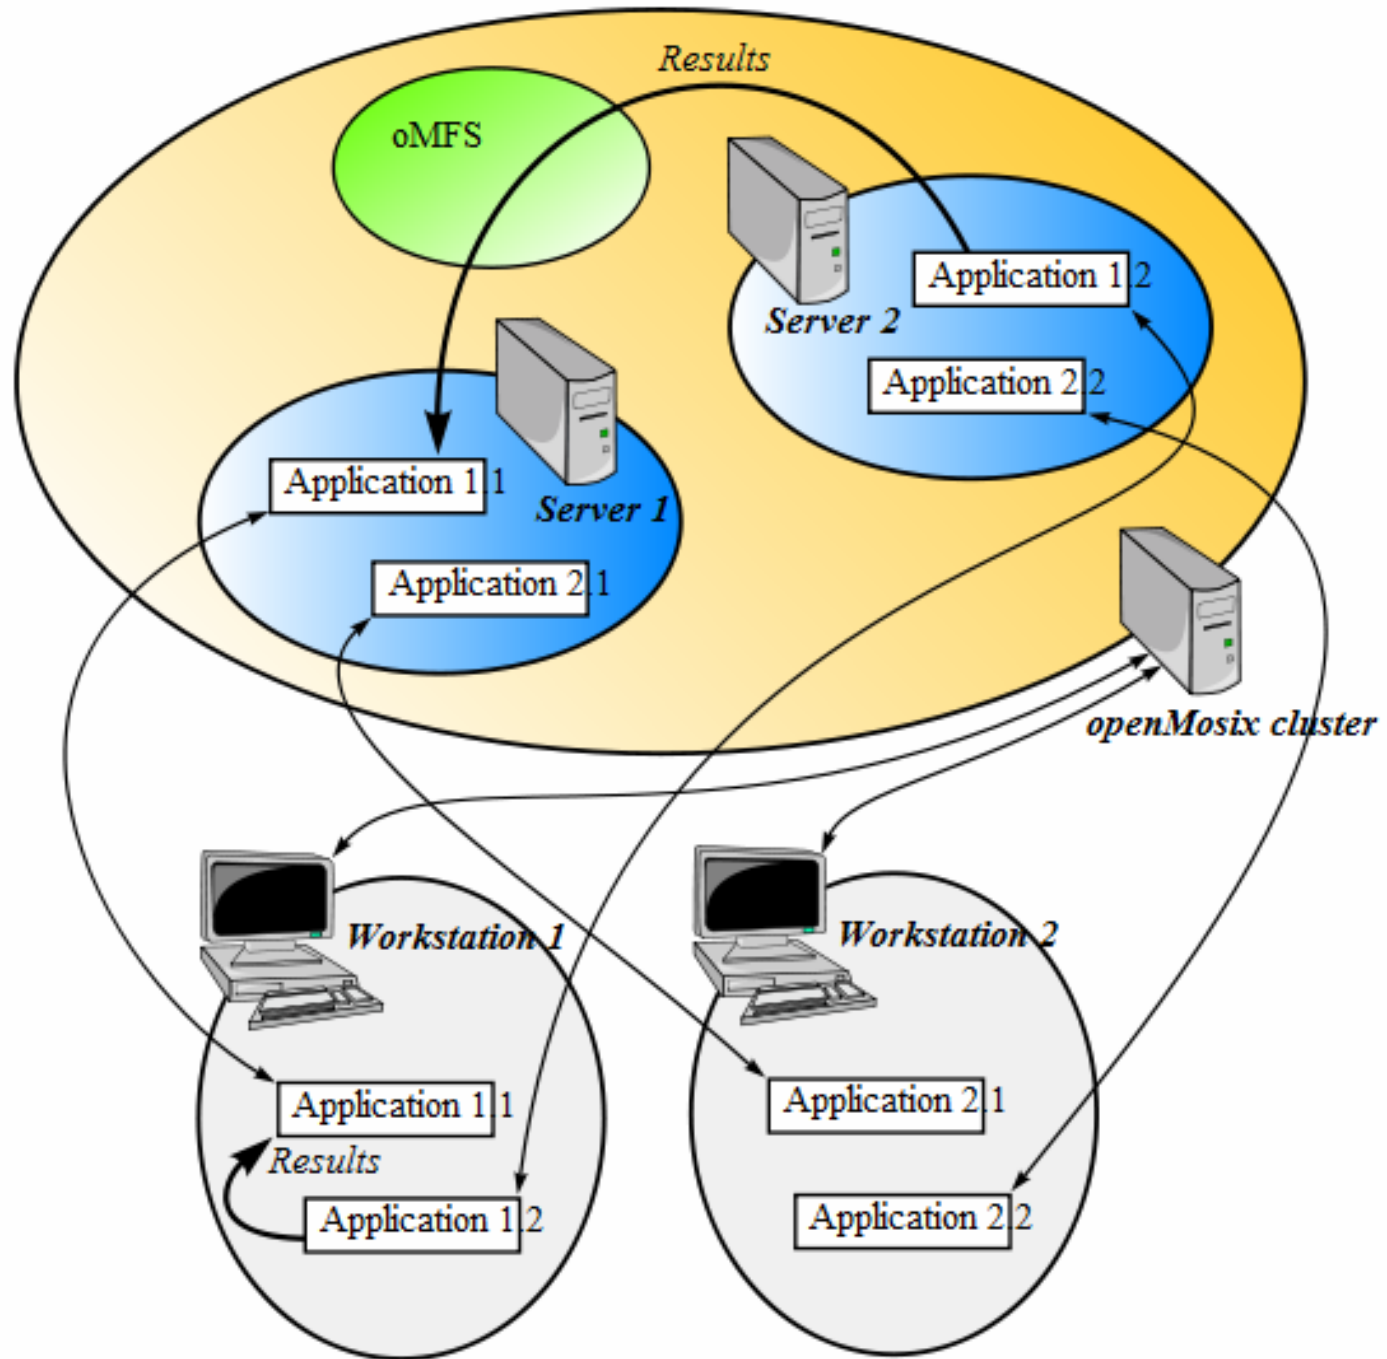 Results
oMFS
Application 1.2
Server 2
Application 2.2
Application 1.1
Server 1
Application 2.1
openMosix cluster
Workstation 1
Workstation 2
Application 1.1
Application 2.1
Results
Application 1.2
Application 2.2